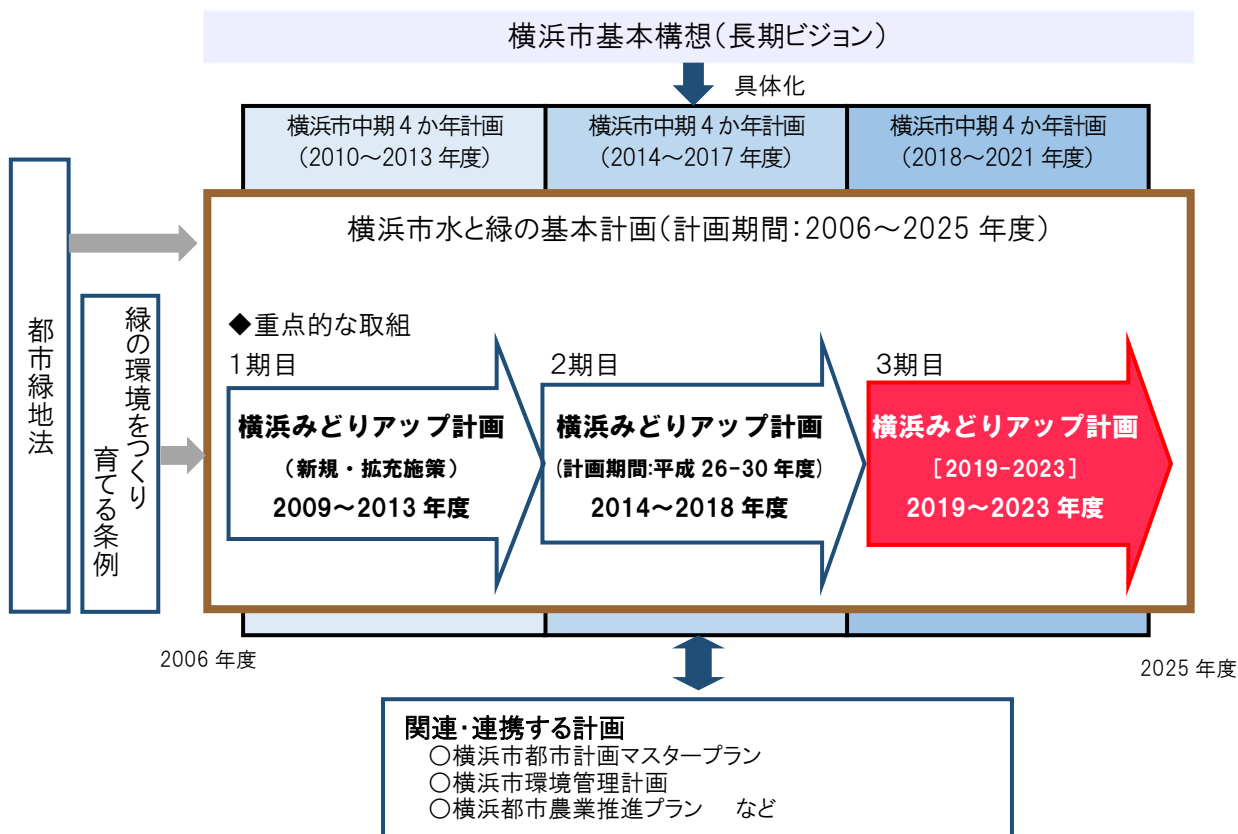 横浜市基本構想（長期ビジョン）
具体化
横浜市中期４か年計画
（2010～2013 年度）
横浜市中期４か年計画
（2014～2017 年度）
横浜市中期４か年計画
（2018～2021 年度）
都市緑地法
緑の環境をつくり
育てる条例
横浜市水と緑の基本計画（計画期間：2006～2025 年度）
◆重点的な取組
１期目
横浜みどりアップ計画
（新規・拡充施策）
2009～2013 年度
２期目
横浜みどりアップ計画
(計画期間:平成 26-30 年度)
2014～2018 年度
３期目
横浜みどりアップ計画
［2019-2023］
2019～2023 年度
2006 年度
2025 年度
関連・連携する計画
○横浜市都市計画マスタープラン
○横浜市環境管理計画
○横浜都市農業推進プラン　など